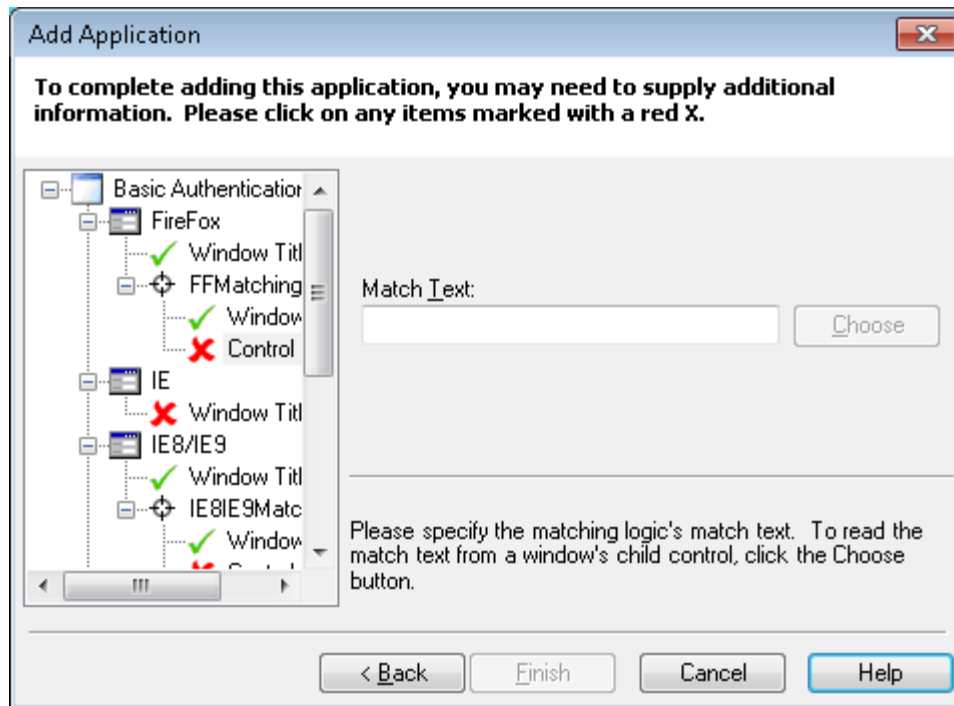 Add Application
To complete adding this application, you may need to supply additional
information. Please click on any items marked with a red X.
Basic Authentication
FireFox
Window Titl
FFMatching
Window
Control
IE
Window Titl
IE8/IE9
Window Titl
IE8IE9Matc
Window
Match Text:
Choose
Please specify the matching logic's match text. To read the
match text from a window's child control, click the Choose
button.
< Back
Finish
Cancel
Help